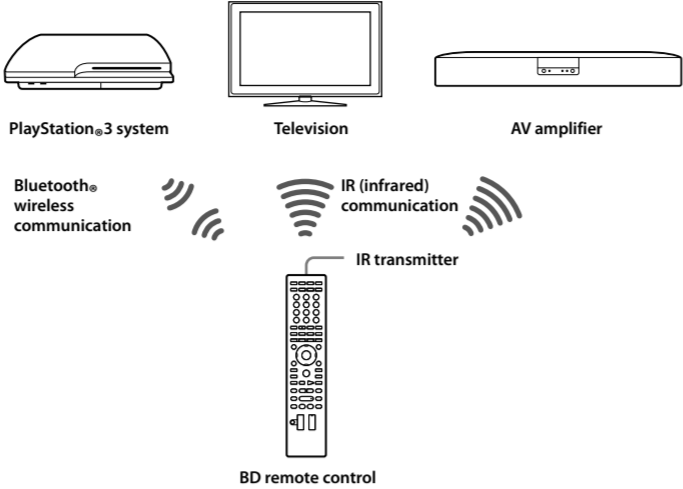 PlayStation®3 system
Television
AV amplifier
Bluetooth®
wireless
communication
IR (infrared)
communication
IR transmitter
BD remote control